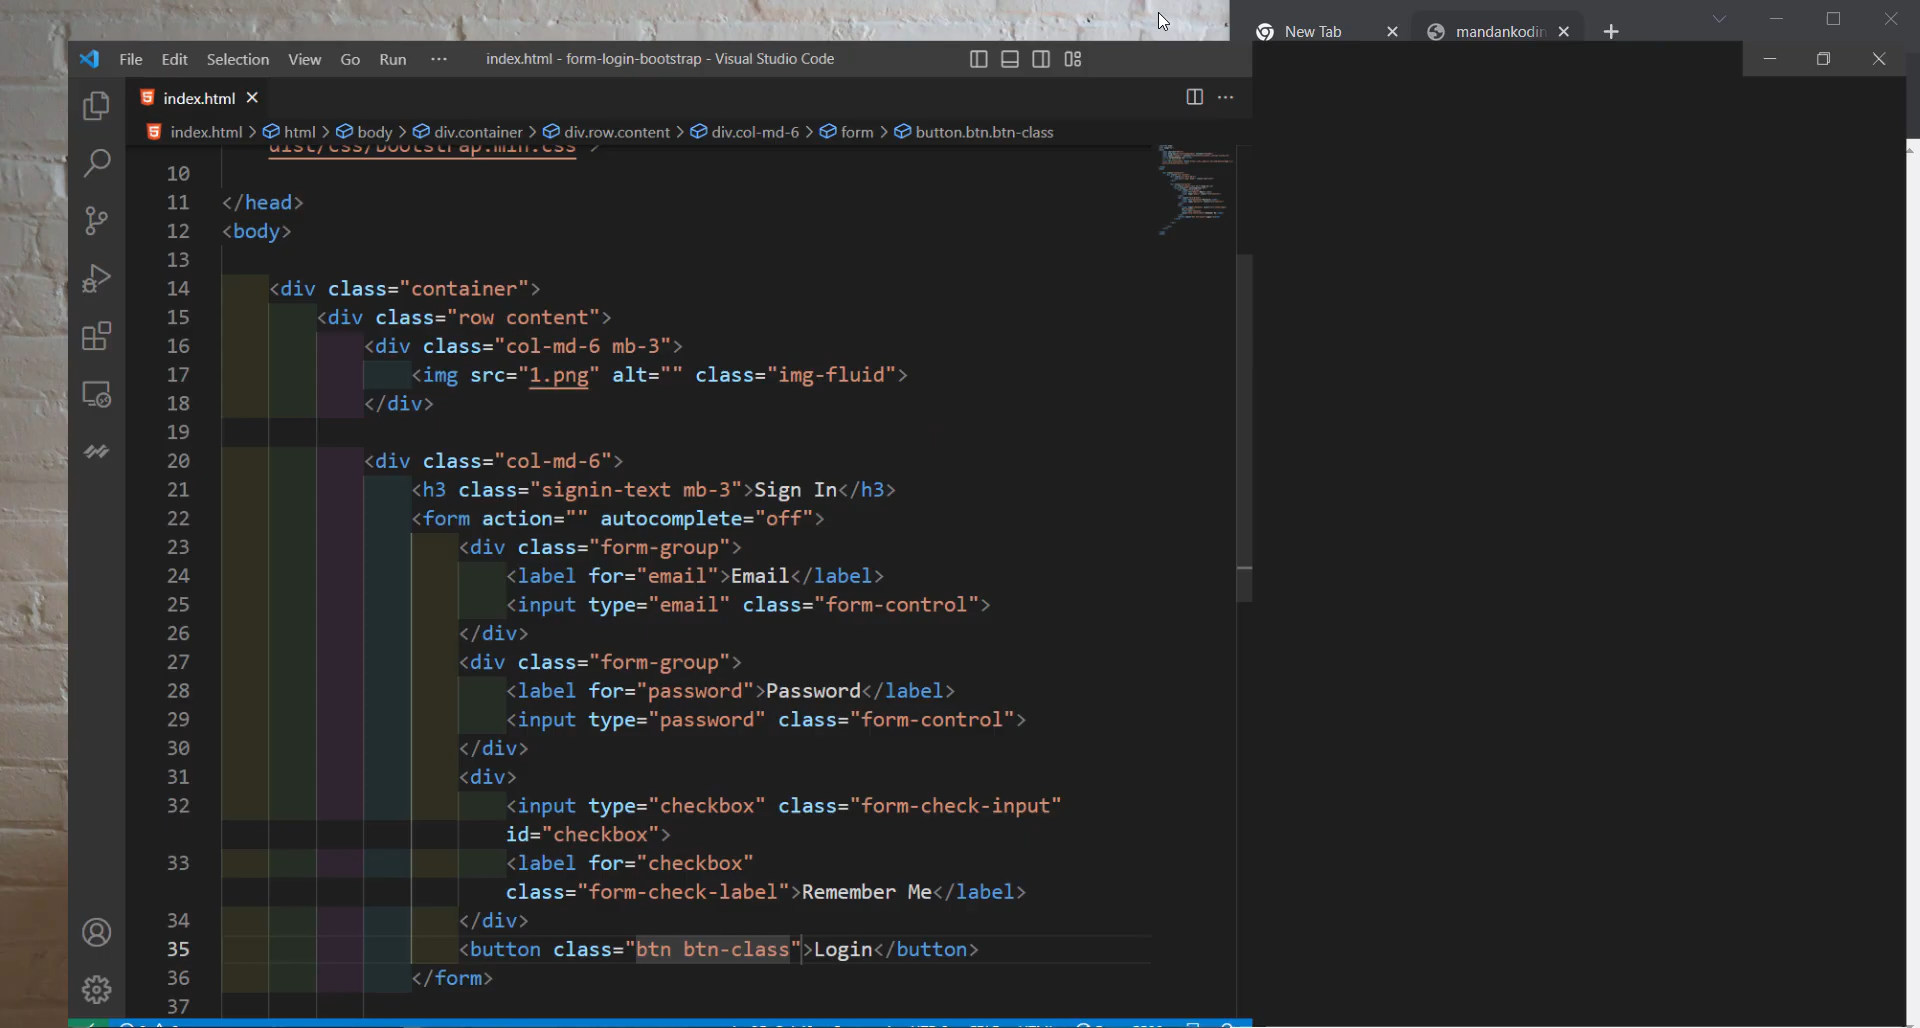 New Tab
mandankodin
File Edit Selection View Go Run ··· index.html - form-login-bootstrap - Visual Studio Code
index.html
index.html > html > body > div.container > div.row.content > div.col-md-6 > form > button.btn.btn-class
dist/css/bootstrap.min.css">
10
11 </head>
12 <body>
13
14 <div class="container">
15 <div class="row content">
16 <div class="col-md-6 mb-3">
17 <img src="1.png" alt="" class="img-fluid">
18 </div>
19
20 <div class="col-md-6">
21 <h3 class="signin-text mb-3">Sign In</h3>
22 <form action="" autocomplete="off">
23 <div class="form-group">
24 <label for="email">Email</label>
25 <input type="email" class="form-control">
26 </div>
27 <div class="form-group">
28 <label for="password">Password</label>
29 <input type="password" class="form-control">
30 </div>
31 <div>
32 <input type="checkbox" class="form-check-input"
id="checkbox">
33 <label for="checkbox"
class="form-check-label">Remember Me</label>
34 </div>
35 <button class="btn btn-class">Login</button>
36 </form>
37